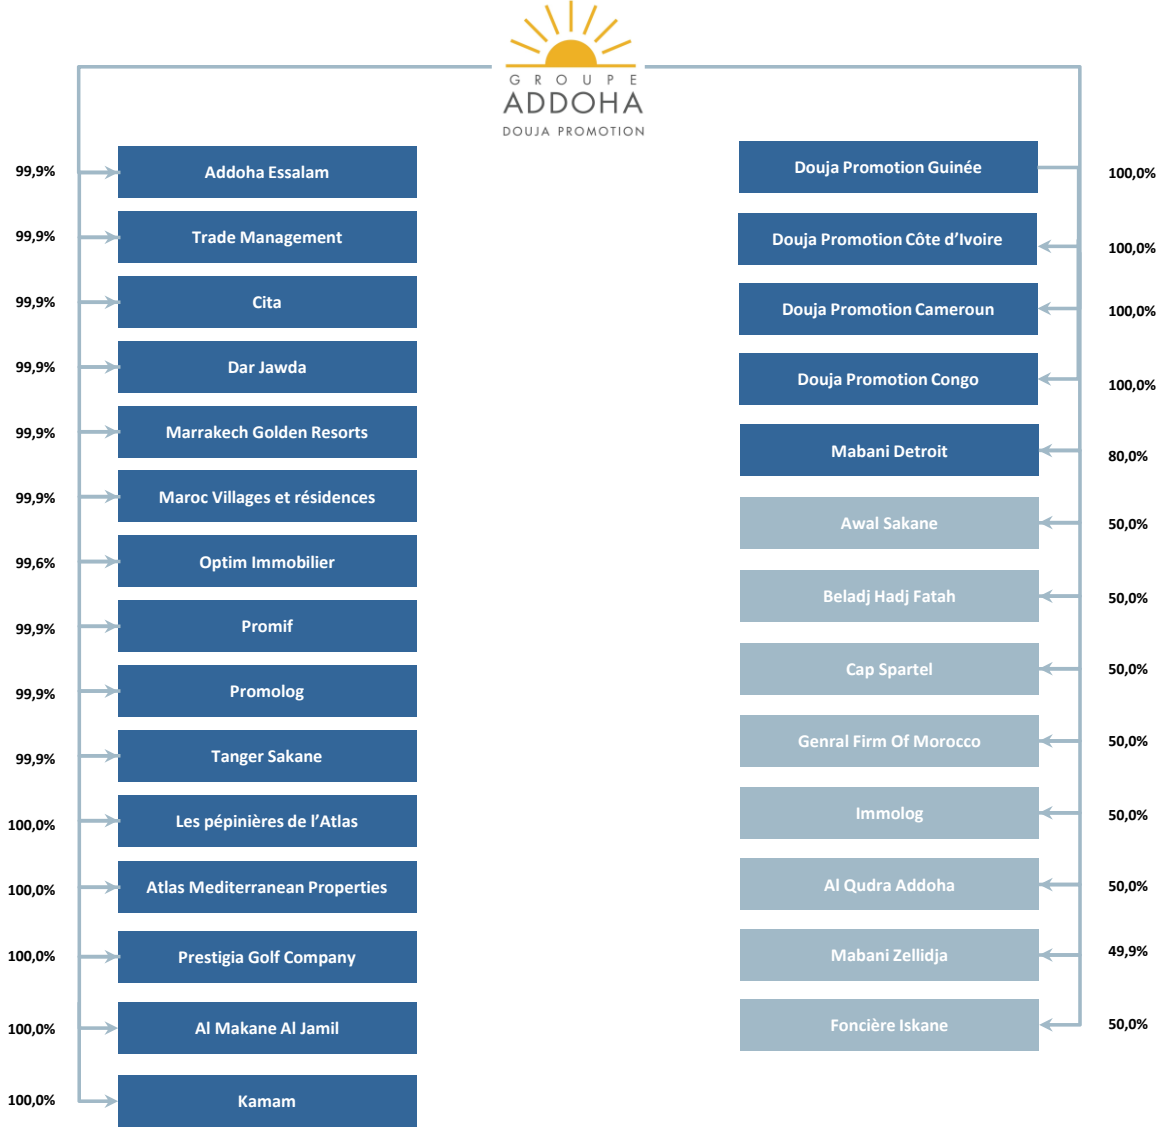 GROUPE
ADDOHA
DOUJA PROMOTION
99,9%
Addoha Essalam
99,9%
Trade Management
99,9%
Cita
99,9%
Dar Jawda
99,9%
Marrakech Golden Resorts
99,9%
Maroc Villages et résidences
99,6%
Optim Immobilier
99,9%
Promif
99,9%
Promolog
99,9%
Tanger Sakane
100,0%
Les pépinières de l’Atlas
100,0%
Atlas Mediterranean Properties
100,0%
Prestigia Golf Company
100,0%
Al Makane Al Jamil
100,0%
Kamam
Douja Promotion Guinée
100,0%
Douja Promotion Côte d’Ivoire
100,0%
Douja Promotion Cameroun
100,0%
Douja Promotion Congo
100,0%
Mabani Detroit
80,0%
Awal Sakane
50,0%
Beladj Hadj Fatah
50,0%
Cap Spartel
50,0%
Genral Firm Of Morocco
50,0%
Immolog
50,0%
Al Qudra Addoha
50,0%
Mabani Zellidja
49,9%
Foncière Iskane
50,0%